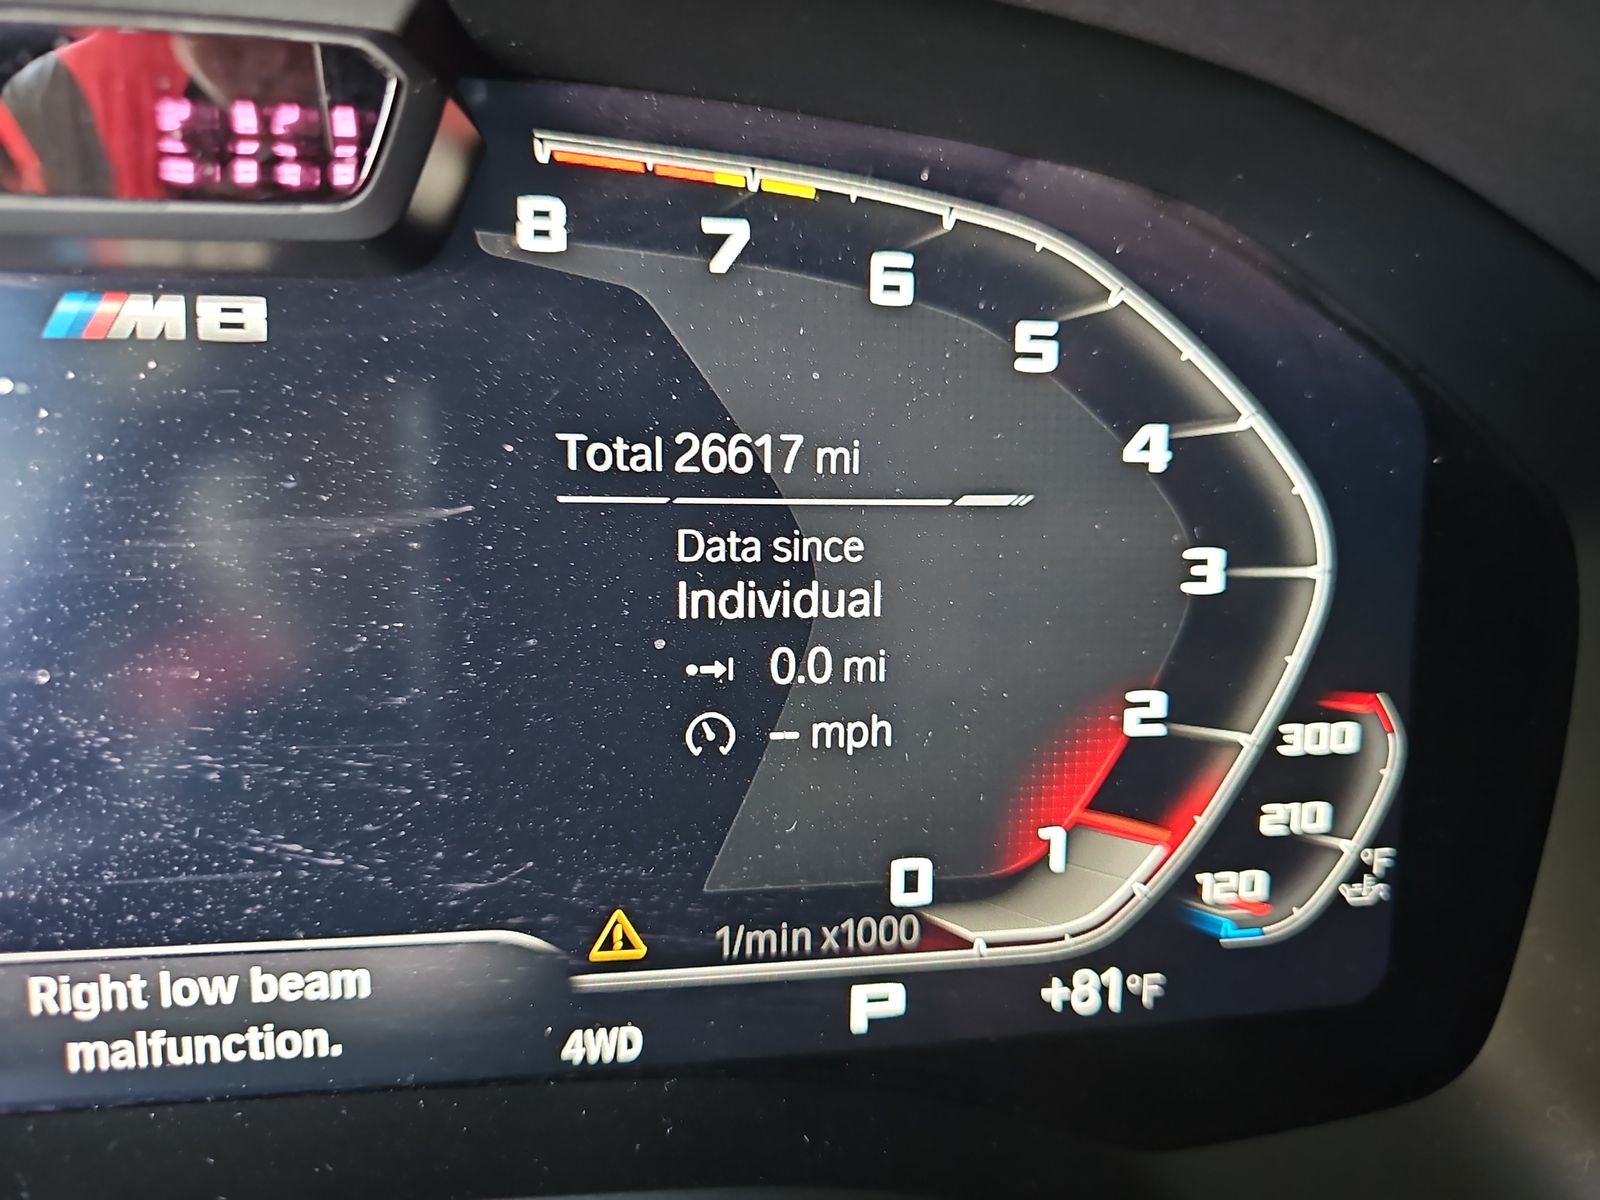 M8
8
7
6
5
4
3
2
1
0
Total 26617 mi
Data since
Individual
0.0 mi
-- mph
300
210
120
°F
1/min x1000
Right low beam
malfunction.
4WD
P
+81°F